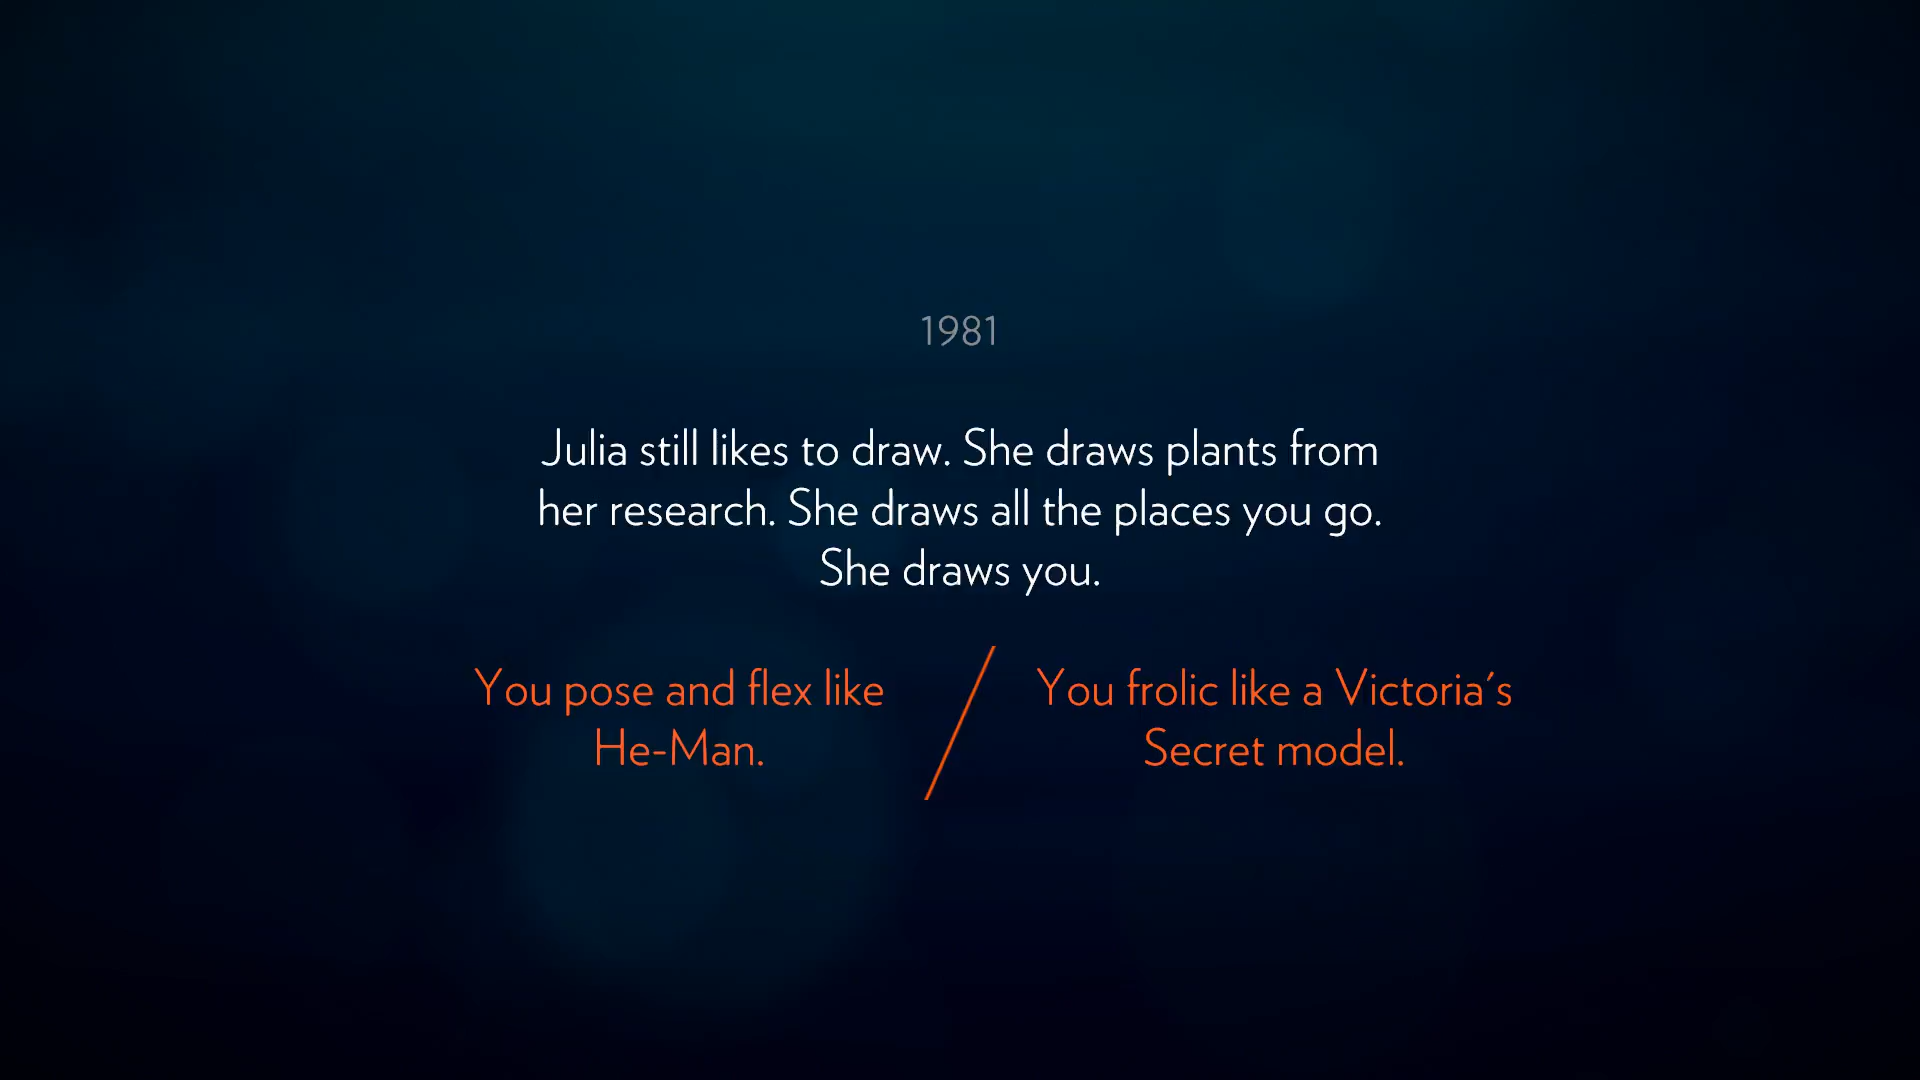 1981
Julia still likes to draw. She draws plants from
her research. She draws all the places you go.
She draws you.
You pose and flex like
He-Man.
You frolic like a Victoria's
Secret model.